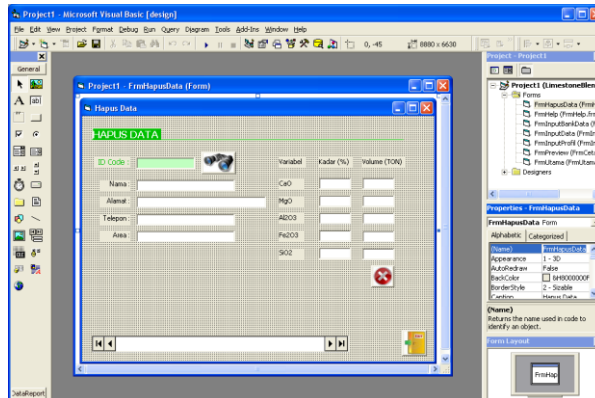 Project1 - Microsoft Visual Basic [design]
File Edit View Project Format Debug Run Query Diagram Tools Add-Ins Window Help
0, -45
8880 x 6630
General
DataReport
Project1 - FrmHapusData (Form)
Hapus Data
HAPUS DATA
ID Code :
Variabel Kadar (%) Volume (TON)
Nama : CaO
Alamat : MgO
Telepon : Al2O3
Area : Fe2O3
SiO2
Project - Project1
Project1 (LimestoneBlen
Forms
FrmHapusData (FrmH
FrmHelp (FrmHelp.frm
FrmInputBankData (F
FrmInputData (FrmIn
FrmInputProfil (FrmIn
FrmPreview (FrmCeta
FrmUtama (FrmUtama
Designers
Properties - FrmHapusData
FrmHapusData Form
Alphabetic Categorized
(Name) FrmHapusData
Appearance 1 - 3D
AutoRedraw False
BackColor &H8000000F
BorderStyle 2 - Sizable
Caption Hapus Data
(Name)
Returns the name used in code to
identify an object.
Form Layout
FrmHap